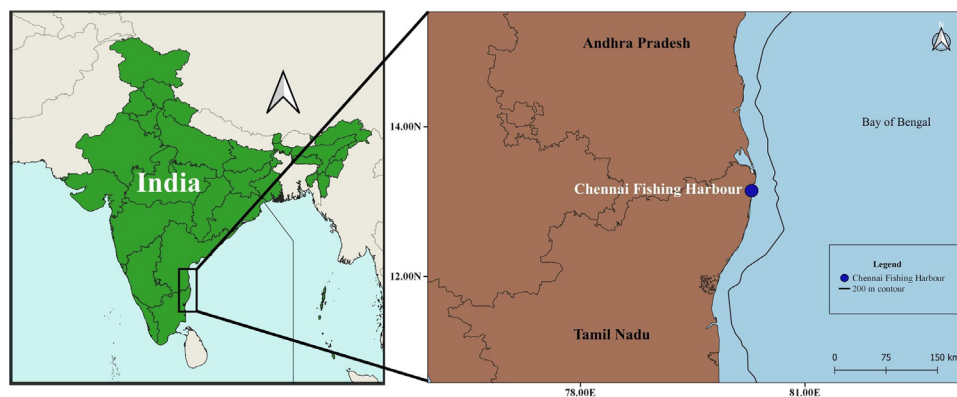 India
Andhra Pradesh
N
14.00N
Bay of Bengal
Chennai Fishing Harbour
12.00N
Legend
Chennai Fishing Harbour
200 m contour
Tamil Nadu
0 75 150 km
78.00E 81.00E